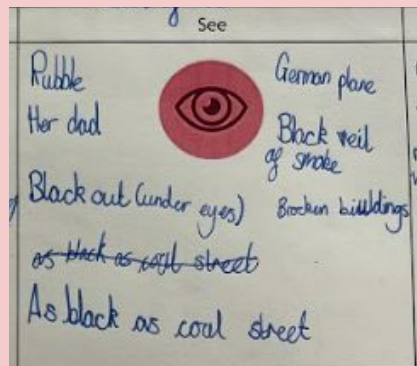 See
Rubble
Her dad
German plane
Black veil
of smoke
Black out (under eyes)
Brocken buildings
as black as coal street
As black as coal street